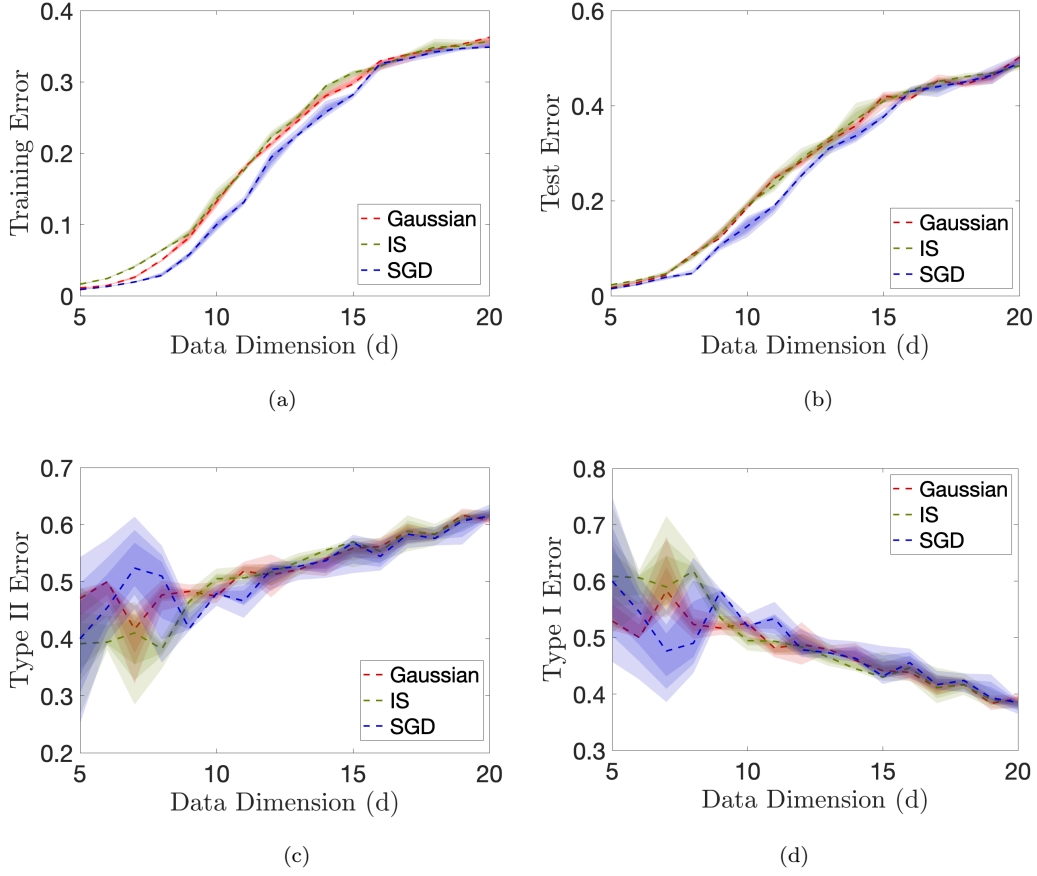 0.4
0.3
0.2
0.1
0
Training Error
Gaussian
IS
SGD
5
10
15
20
Data Dimension (d)
(a)
0.6
0.4
0.2
0
Test Error
Gaussian
IS
SGD
5
10
15
20
Data Dimension (d)
(b)
0.7
0.6
0.5
0.4
0.3
0.2
Type II Error
Gaussian
IS
SGD
5
10
15
20
Data Dimension (d)
(c)
0.8
0.7
0.6
0.5
0.4
0.3
Type I Error
Gaussian
IS
SGD
5
10
15
20
Data Dimension (d)
(d)